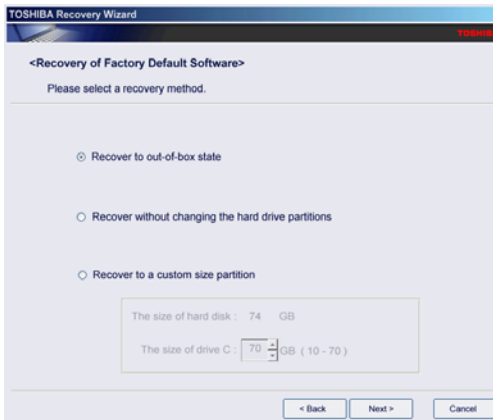 TOSHIBA Recovery Wizard
TOSHIBA
<Recovery of Factory Default Software>
Please select a recovery method.
Recover to out-of-box state
Recover without changing the hard drive partitions
Recover to a custom size partition
The size of hard disk : 74 GB
The size of drive C : 70 GB ( 10 - 70 )
< Back Next > Cancel